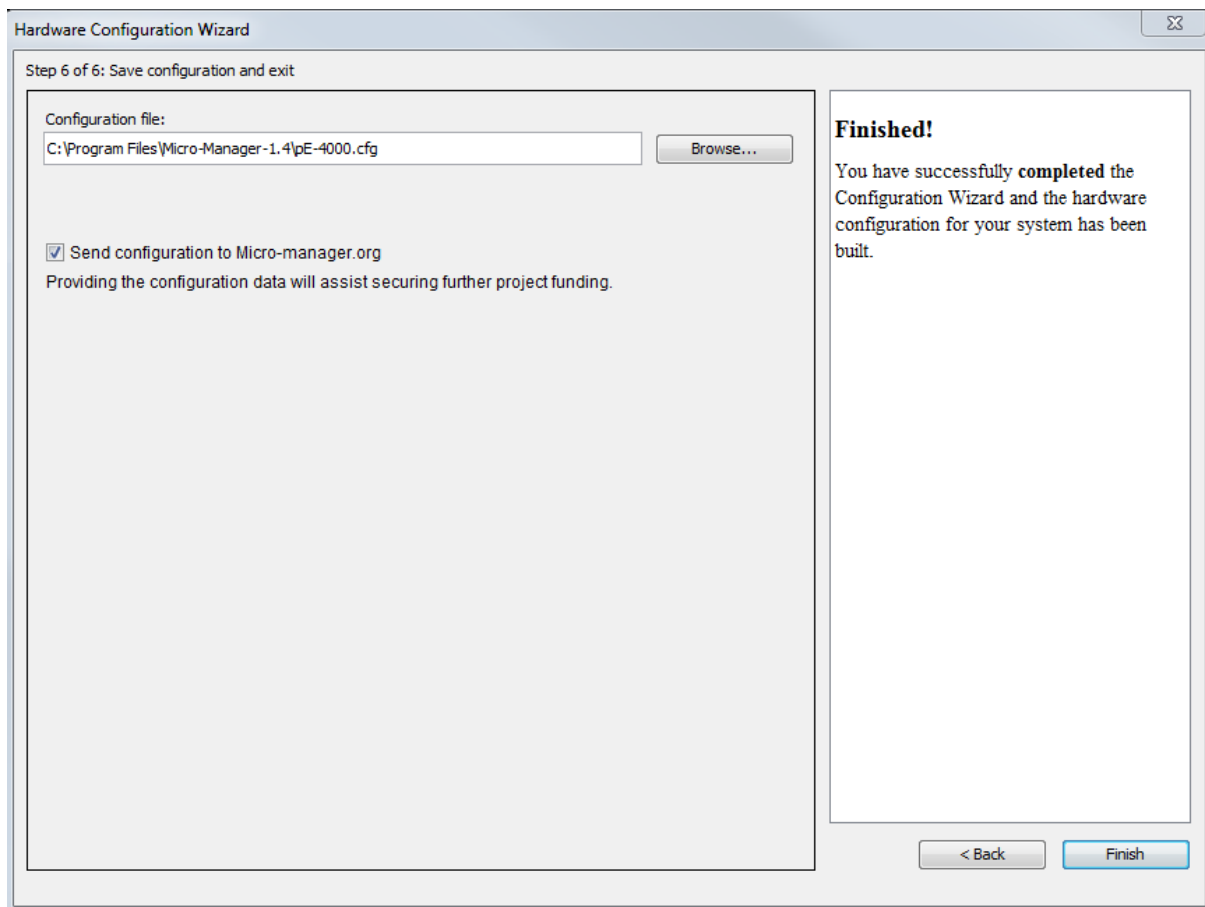 Hardware Configuration Wizard
Step 6 of 6: Save configuration and exit
Configuration file:
C:\Program Files\Micro-Manager-1.4\pE-4000.cfg
Browse...
Send configuration to Micro-manager.org
Providing the configuration data will assist securing further project funding.
Finished!
You have successfully completed the
Configuration Wizard and the hardware
configuration for your system has been
built.
< Back
Finish